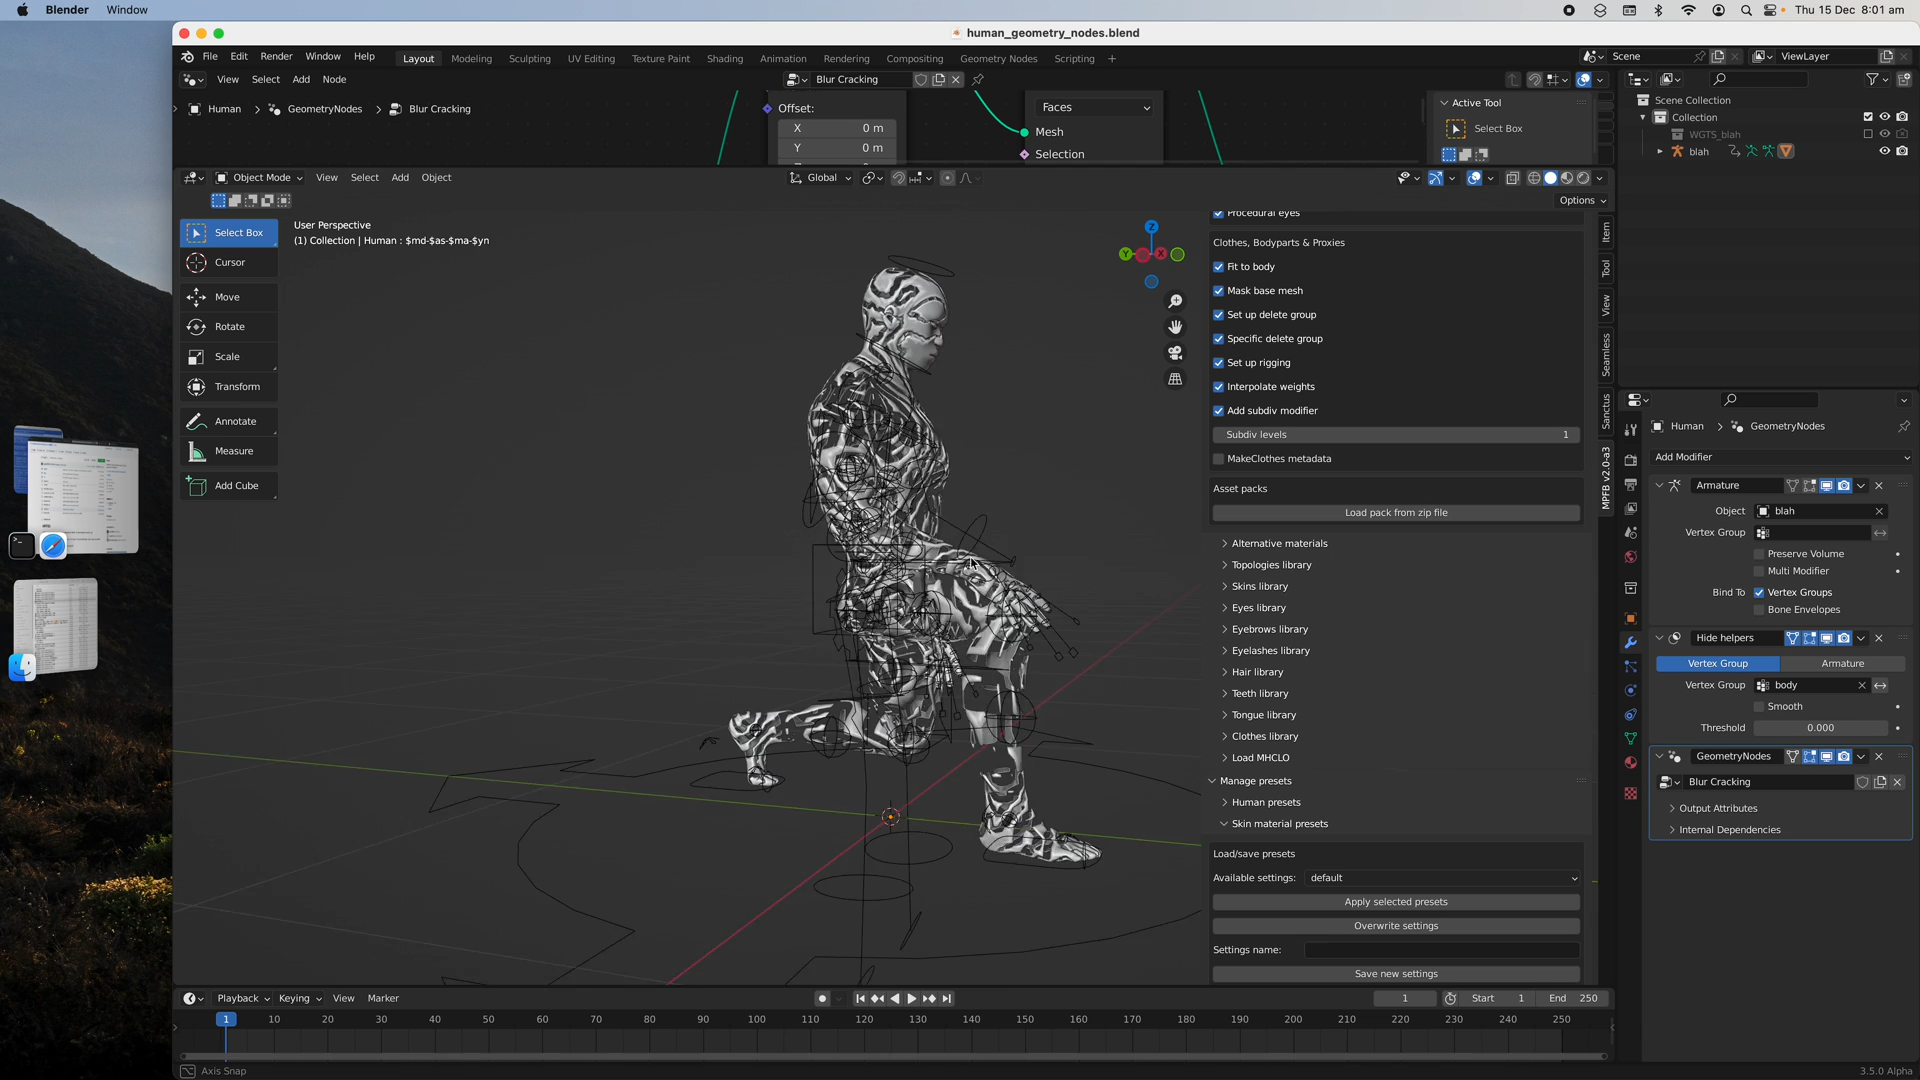 Blender Window Thu 15 Dec 8:01 am
human_geometry_nodes.blend
File Edit Render Window Help Layout Modeling Sculpting UV Editing Texture Paint Shading Animation Rendering Compositing Geometry Nodes Scripting + Scene ViewLayer
View Select Add Node Blur Cracking
Human > GeometryNodes > Blur Cracking
Offset:
X 0 m
Y 0 m
Faces
Mesh
Selection
Active Tool
Select Box
Scene Collection
Collection
WGTS_blah
blah
Object Mode View Select Add Object Global
Options
Select Box
Cursor
Move
Rotate
Scale
Transform
Annotate
Measure
Add Cube
User Perspective
(1) Collection | Human : $md-$as-$ma-$yn
Z
Y
X
Procedural eyes
Clothes, Bodyparts & Proxies
Fit to body
Mask base mesh
Set up delete group
Specific delete group
Set up rigging
Interpolate weights
Add subdiv modifier
Subdiv levels 1
MakeClothes metadata
Asset packs
Load pack from zip file
Alternative materials
Topologies library
Skins library
Eyes library
Eyebrows library
Eyelashes library
Hair library
Teeth library
Tongue library
Clothes library
Load MHCLO
Manage presets
Human presets
Skin material presets
Load/save presets
Available settings: default
Apply selected presets
Overwrite settings
Settings name:
Save new settings
Item
Tool
View
Seamless
Sanctus
MPFB v2.0-a3
Human > GeometryNodes
Add Modifier
Armature
Object blah
Vertex Group
Preserve Volume
Multi Modifier
Bind To Vertex Groups
Bone Envelopes
Hide helpers
Vertex Group Armature
Vertex Group body
Smooth
Threshold 0.000
GeometryNodes
Blur Cracking
Output Attributes
Internal Dependencies
Playback Keying View Marker 1 Start 1 End 250
1 10 20 30 40 50 60 70 80 90 100 110 120 130 140 150 160 170 180 190 200 210 220 230 240 250
Axis Snap 3.5.0 Alpha